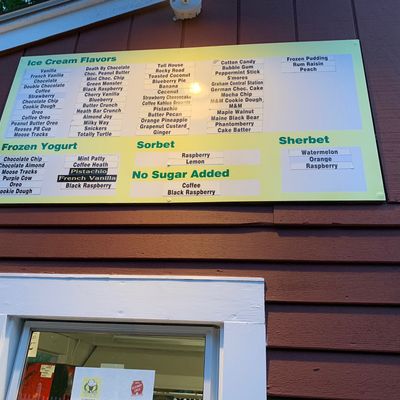 Ice Cream Flavors
Vanilla
French Vanilla
Chocolate
Double Chocolate
Coffee
Strawberry
Chocolate Chip
Oreo
Coffee Oreo
Peanut Butter Oreo
Reeses PB Cup
Moose Tracks
Death By Chocolate
Choc. Peanut Butter
Mint Choc. Chip
Green Monster
Black Raspberry
Cherry Vanilla
Blueberry
Butter Crunch
Heath Bar Crunch
Almond Joy
Milky Way
Snickers
Totally Turtle
Toll House
Rocky Road
Toasted Coconut
Blueberry Pie
Banana
Coconut
Strawberry Cheesecake
Coffee Kahlua Brownie
Pistachio
Butter Pecan
Orange Pineapple
Grapenut Custard
Ginger
Cotton Candy
Bubble Gum
Peppermint Stick
S'mores
Graham Central Station
German Choc. Cake
Mocha Chip
M&M Cookie Dough
M&M
Maple Walnut
Maine Black Bear
Phantomberry
Cake Batter
Frozen Pudding
Rum Raisin
Peach
Frozen Yogurt
Chocolate Chip
Chocolate Almond
Moose Tracks
Purple Cow
Oreo
Cookie Dough
Mint Patty
Coffee Heath
Pistachio
French Vanilla
Black Raspberry
Sorbet
Raspberry
Lemon
No Sugar Added
Coffee
Black Raspberry
Sherbet
Watermelon
Orange
Raspberry